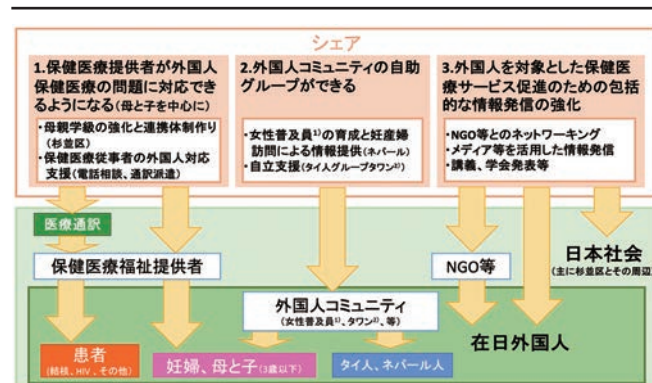 シェア
1.保健医療提供者が外国人
保健医療の問題に対応でき
るようになる(母と子を中心に)
・母親学級の強化と連携体制作り
(杉並区)
・保健医療従事者の外国人対応
支援(電話相談、通訳派遣)
2.外国人コミュニティの自助
グループができる
・女性普及員1)の育成と妊産婦
訪問による情報提供(ネパール)
・自立支援(タイ人グループタワン2))
3.外国人を対象とした保健医
療サービス促進のための包括
的な情報発信の強化
・NGO等とのネットワーキング
・メディア等を活用した情報発信
・講義、学会発表等
医療通訳
保健医療福祉提供者
NGO等
日本社会
(主に杉並区とその周辺)
外国人コミュニティ
(女性普及員1)、タワン2)、等)
在日外国人
患者
(結核、HIV、その他)
妊婦、母と子(3歳以下)
タイ人、ネパール人